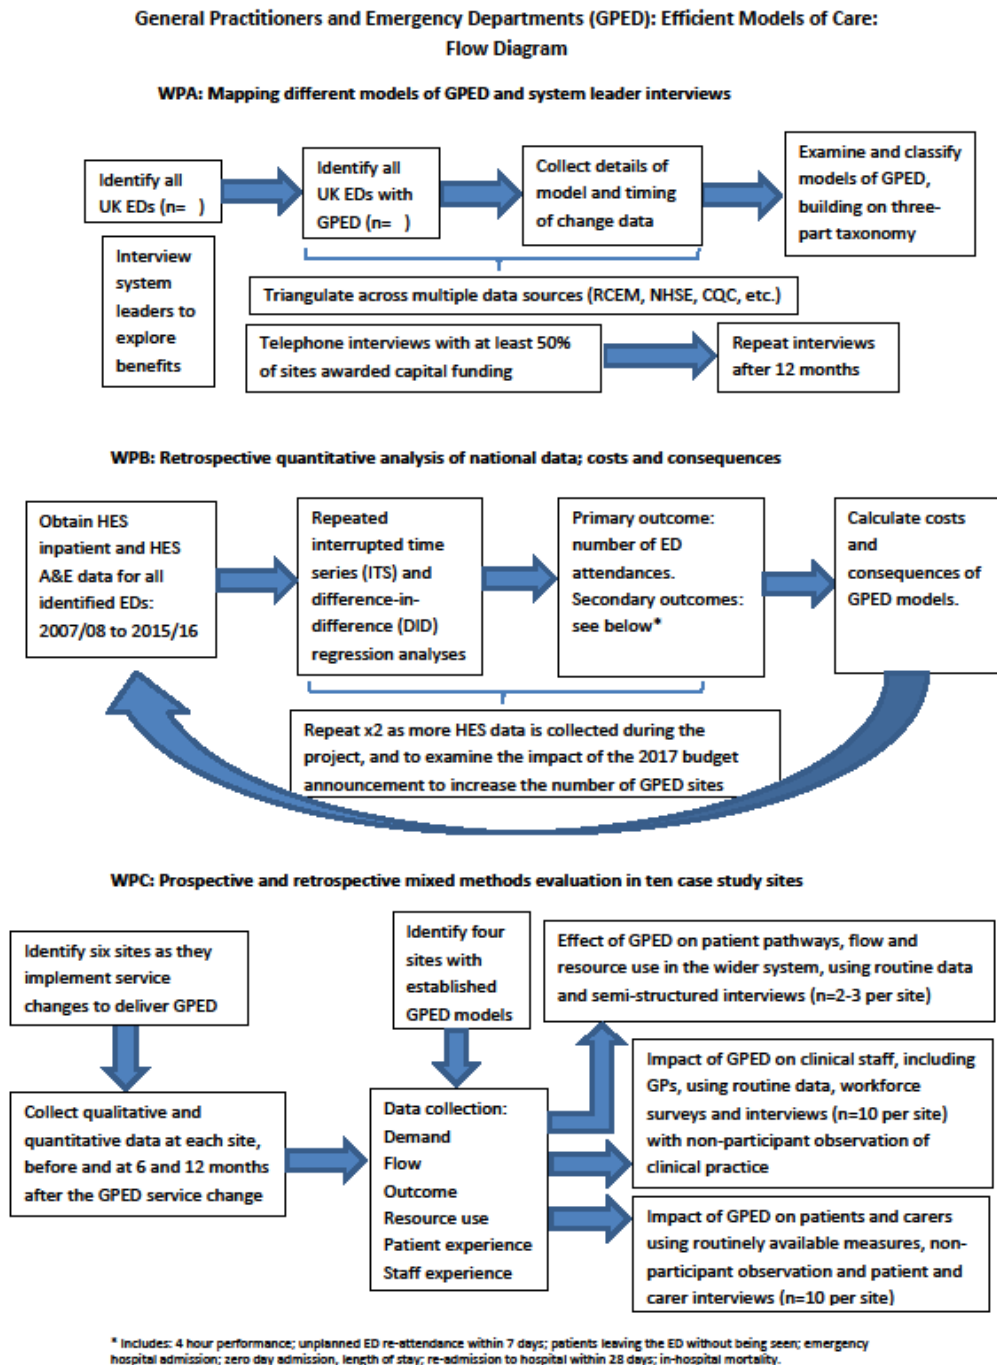 General Practitioners and Emergency Departments (GPED): Efficient Models of Care:
Flow Diagram
WPA: Mapping different models of GPED and system leader interviews
Identify all
UK EDs (n= )
Identify all
UK EDs with
GPED (n= )
Collect details of
model and timing
of change data
Examine and classify
models of GPED,
building on three-
part taxonomy
Interview
system
leaders to
explore
benefits
Triangulate across multiple data sources (RCEM, NHSE, CQC, etc.)
Telephone interviews with at least 50%
of sites awarded capital funding
Repeat interviews
after 12 months
WPB: Retrospective quantitative analysis of national data; costs and consequences
Obtain HES
inpatient and HES
A&E data for all
identified EDs:
2007/08 to 2015/16
Repeated
interrupted time
series (ITS) and
difference-in-
difference (DID)
regression analyses
Primary outcome:
number of ED
attendances.
Secondary outcomes:
see below*
Calculate costs
and
consequences of
GPED models.
Repeat x2 as more HES data is collected during the
project, and to examine the impact of the 2017 budget
announcement to increase the number of GPED sites
WPC: Prospective and retrospective mixed methods evaluation in ten case study sites
Identify six sites as they
implement service
changes to deliver GPED
Identify four
sites with
established
GPED models
Effect of GPED on patient pathways, flow and
resource use in the wider system, using routine data
and semi-structured interviews (n=2-3 per site)
Collect qualitative and
quantitative data at each site,
before and at 6 and 12 months
after the GPED service change
Data collection:
Demand
Flow
Outcome
Resource use
Patient experience
Staff experience
Impact of GPED on clinical staff, including
GPs, using routine data, workforce
surveys and interviews (n=10 per site)
with non-participant observation of
clinical practice
Impact of GPED on patients and carers
using routinely available measures, non-
participant observation and patient and
carer interviews (n=10 per site)
* Includes: 4 hour performance; unplanned ED re-attendance within 7 days; patients leaving the ED without being seen; emergency
hospital admission; zero day admission, length of stay; re-admission to hospital within 28 days; in-hospital mortality.